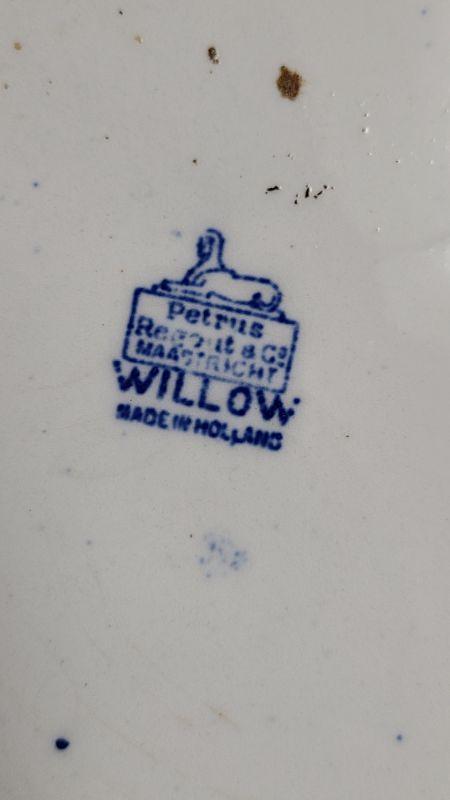 Petrus
Regout & Co
MAASTRICHT
WILLOW
MADE IN HOLLAND